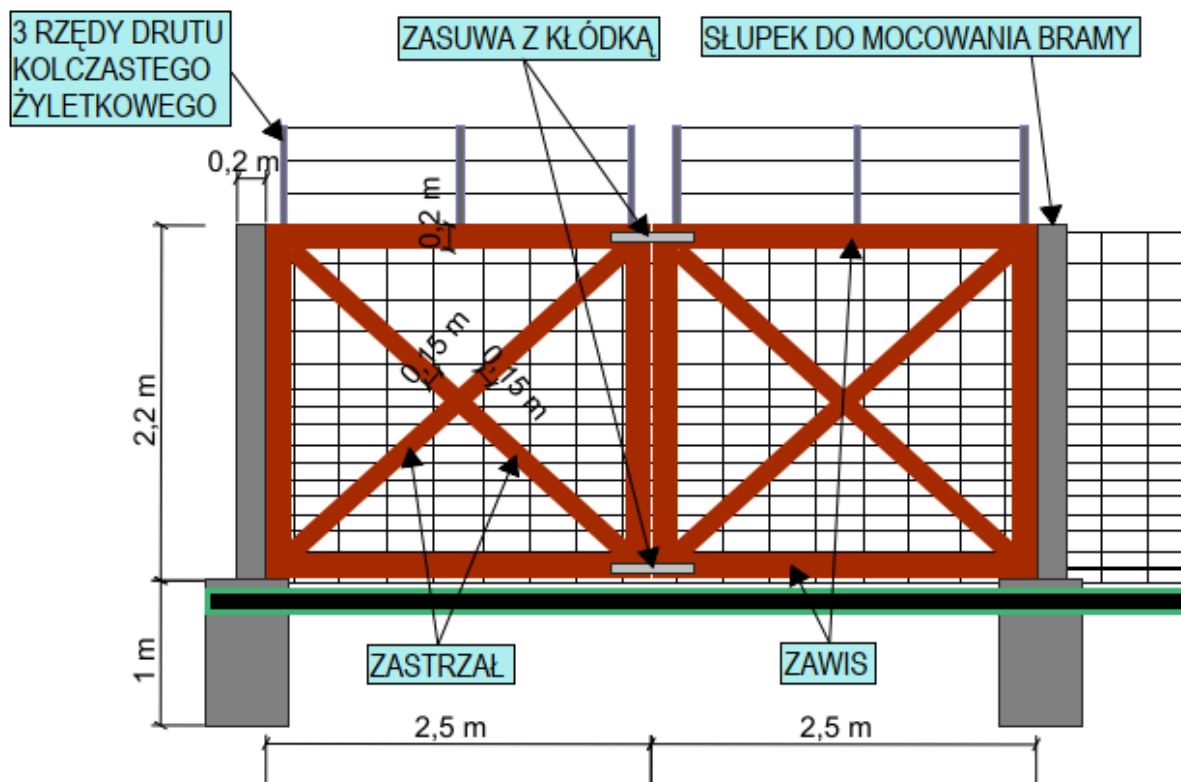 3 RZĘDY DRUTU
KOLCZASTEGO
ŻYLETKOWEGO
ZASUWA Z KŁÓDKĄ
SŁUPEK DO MOCOWANIA BRAMY
0,2 m
0,2 m
0,15 m
0,15 m
2,2 m
1 m
ZASTRZAŁ
ZAWIS
2,5 m
2,5 m